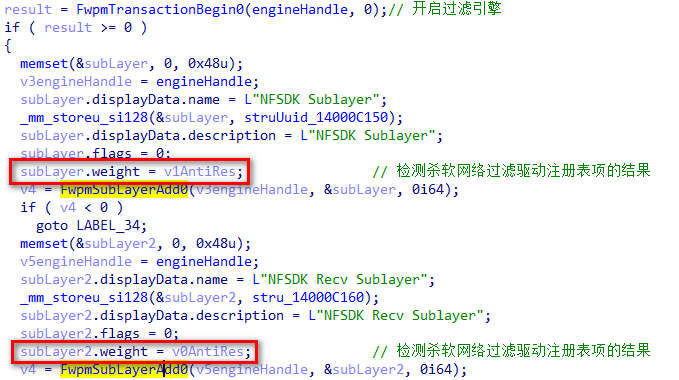 result = FwpmTransactionBegin0(engineHandle, 0);// 开启过滤引擎
if ( result >= 0 )
{
memset(&subLayer, 0, 0x48u);
v3engineHandle = engineHandle;
subLayer.displayData.name = L"NFSDK Sublayer";
_mm_storeu_si128(&subLayer, struUuid_14000C150);
subLayer.displayData.description = L"NFSDK Sublayer";
subLayer.flags = 0;
subLayer.weight = v1AntiRes; // 检测杀软网络过滤驱动注册表项的结果
v4 = FwpmSubLayerAdd0(v3engineHandle, &subLayer, 0i64);
if ( v4 < 0 )
goto LABEL_34;
memset(&subLayer2, 0, 0x48u);
v5engineHandle = engineHandle;
subLayer2.displayData.name = L"NFSDK Recv Sublayer";
_mm_storeu_si128(&subLayer2, stru_14000C160);
subLayer2.displayData.description = L"NFSDK Recv Sublayer";
subLayer2.flags = 0;
subLayer2.weight = v0AntiRes; // 检测杀软网络过滤驱动注册表项的结果
v4 = FwpmSubLayerAdd0(v5engineHandle, &subLayer2, 0i64);